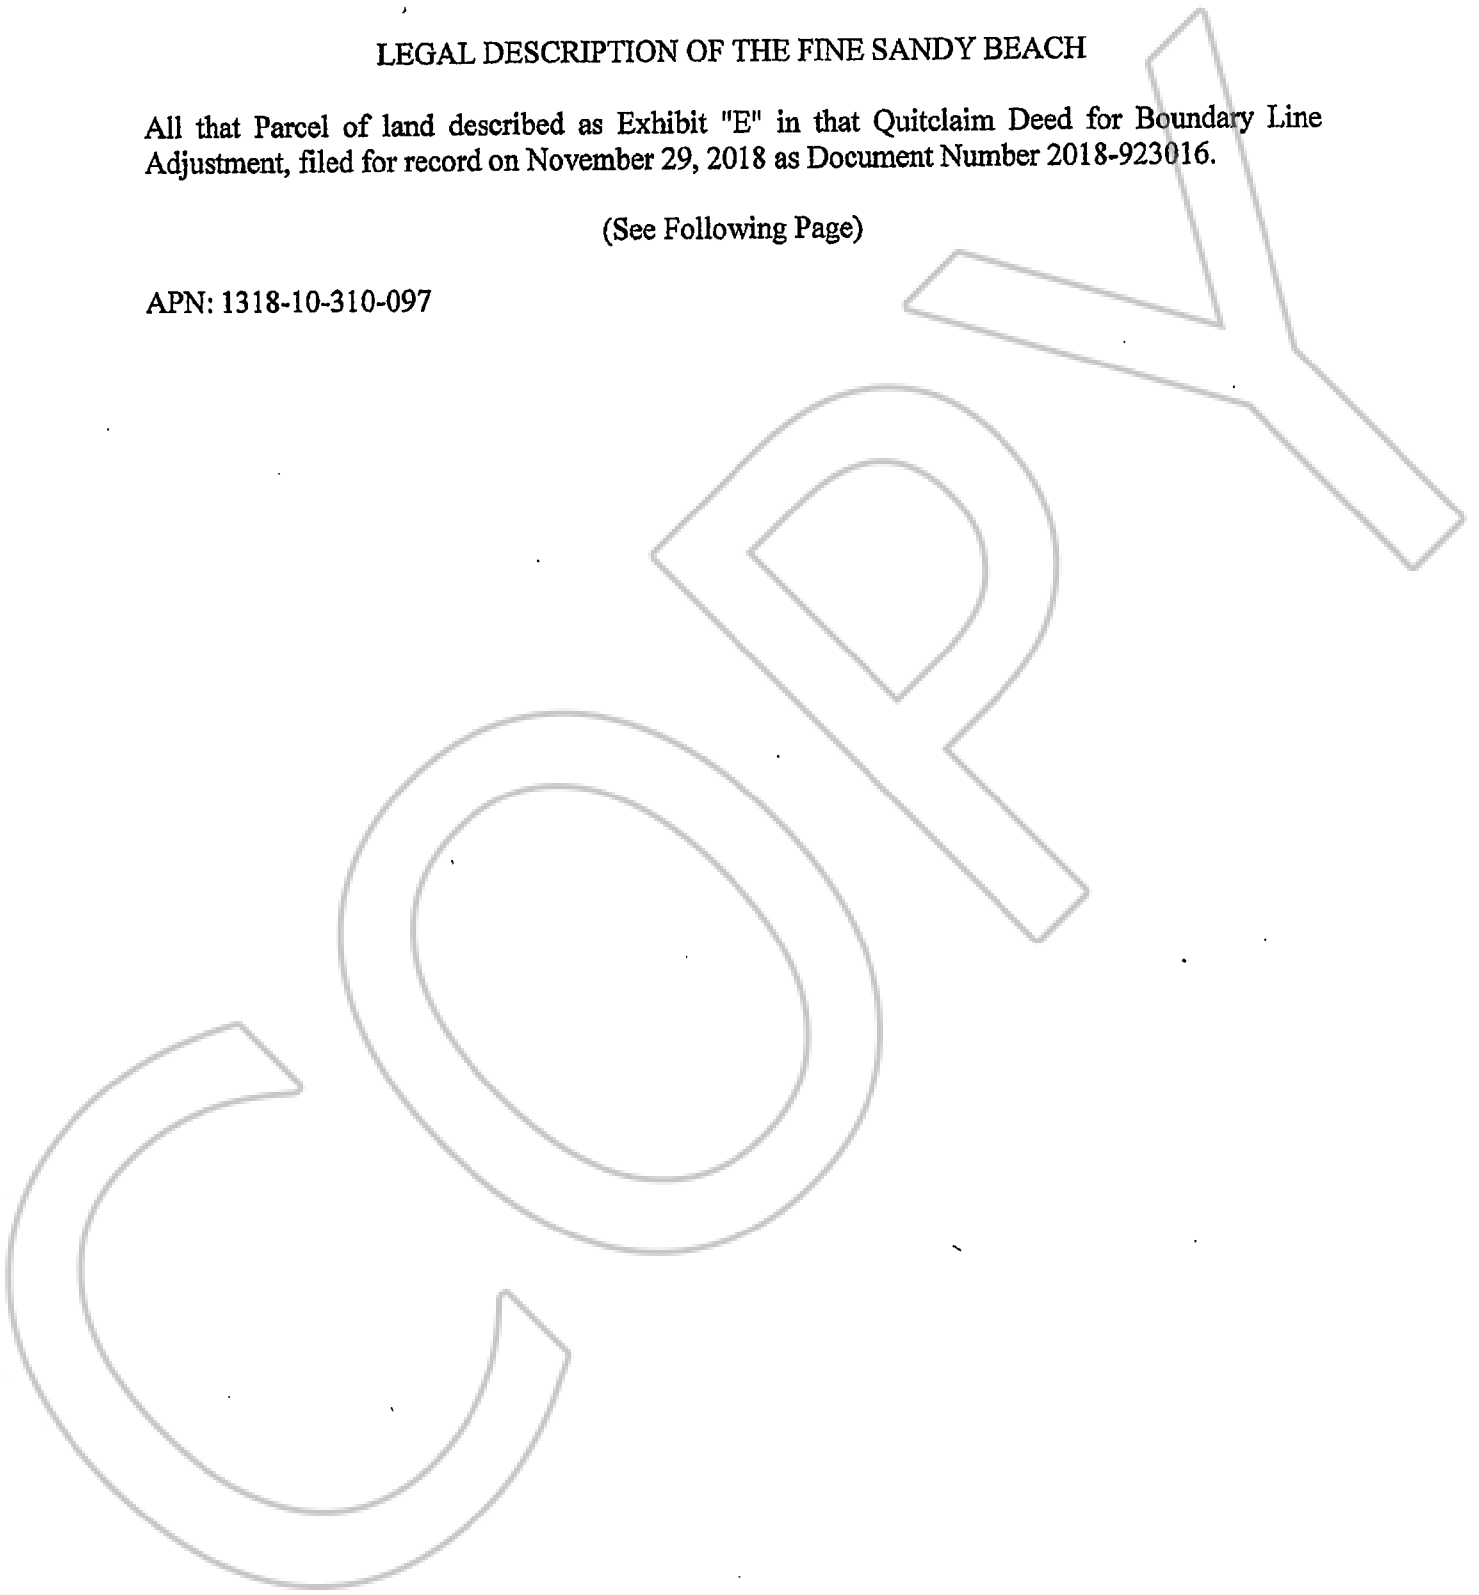 LEGAL DESCRIPTION OF THE FINE SANDY BEACH
All that Parcel of land described as Exhibit "E" in that Quitclaim Deed for Boundary Line
Adjustment, filed for record on November 29, 2018 as Document Number 2018-923016.
(See Following Page)
APN: 1318-10-310-097
COPY